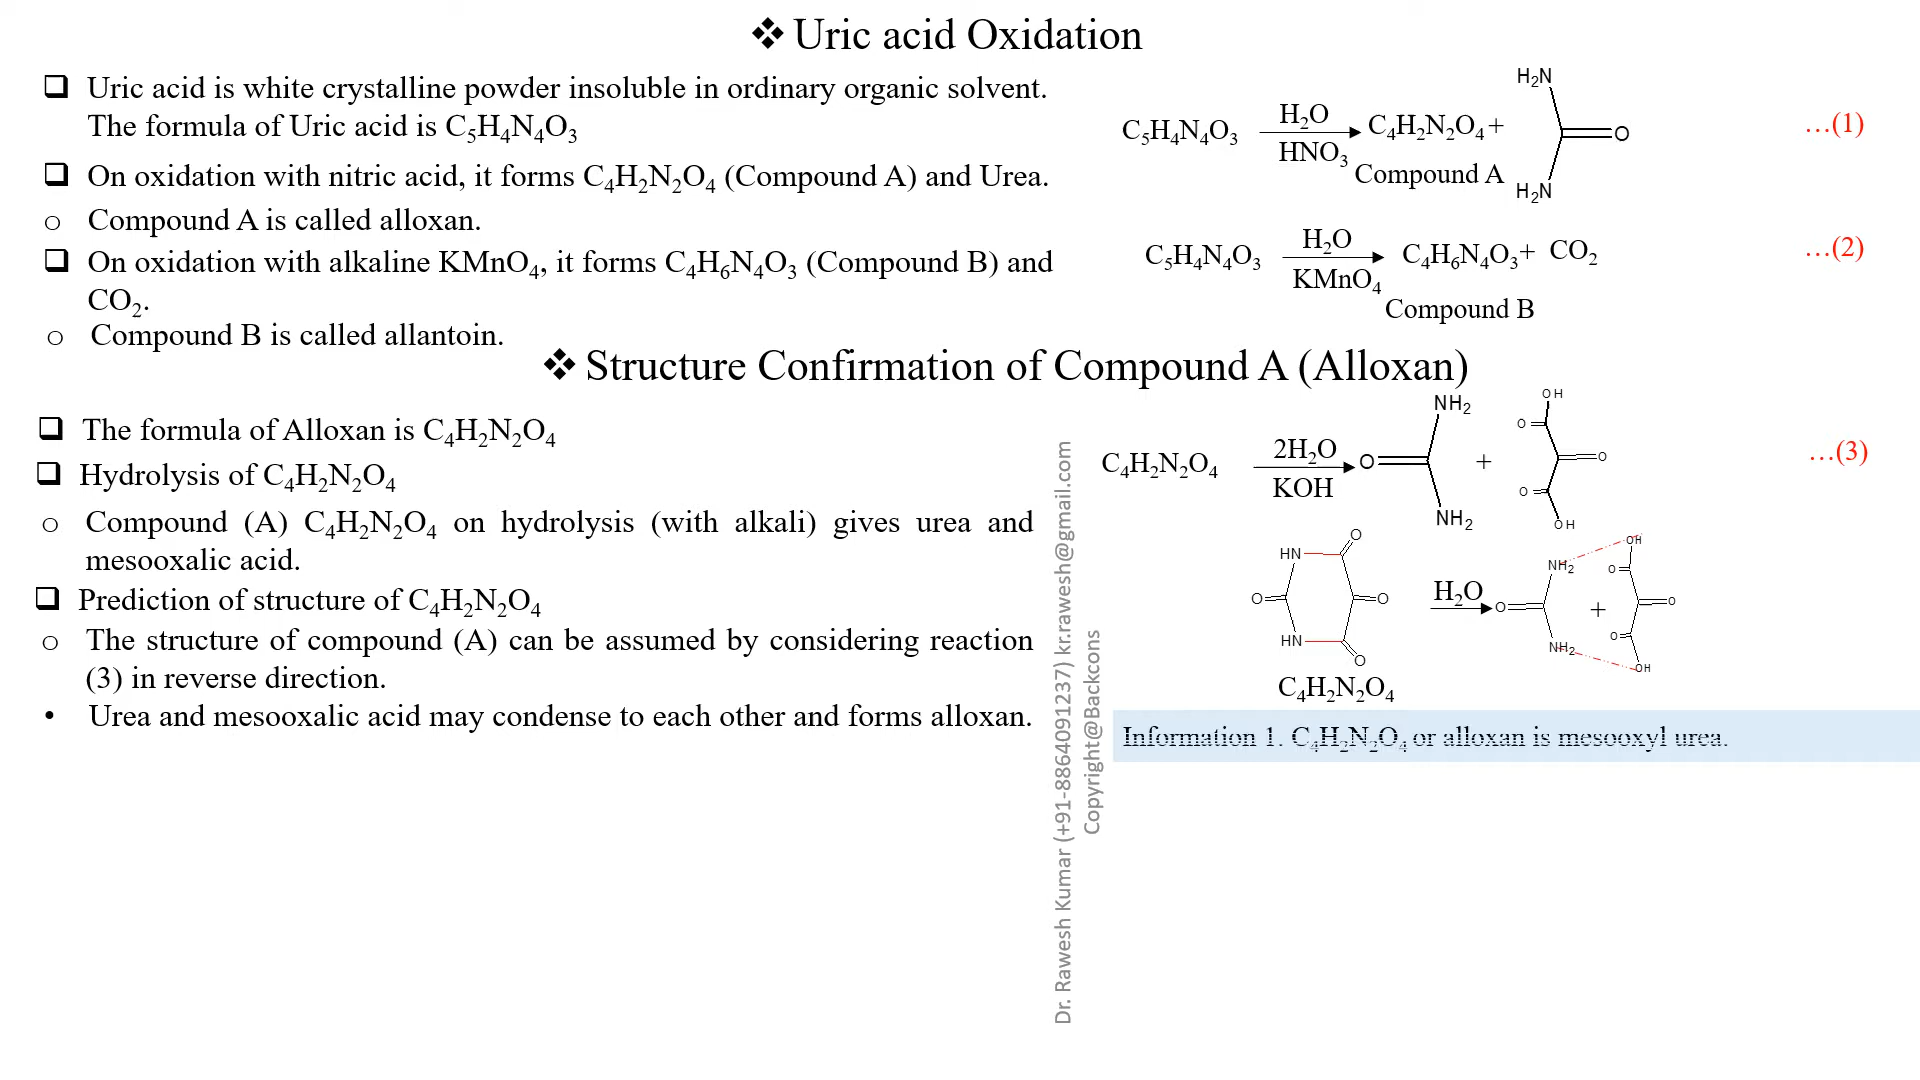 ❖ Uric acid Oxidation
❑ Uric acid is white crystalline powder insoluble in ordinary organic solvent.
The formula of Uric acid is C5H4N4O3
❑ On oxidation with nitric acid, it forms C4H2N2O4 (Compound A) and Urea.
o Compound A is called alloxan.
❑ On oxidation with alkaline KMnO4, it forms C4H6N4O3 (Compound B) and
CO2.
o Compound B is called allantoin.
C5H4N4O3 H2O HNO3 C4H2N2O4 + H2N O H2N …(1)
Compound A
C5H4N4O3 H2O KMnO4 C4H6N4O3 + CO2 …(2)
Compound B
❖ Structure Confirmation of Compound A (Alloxan)
❑ The formula of Alloxan is C4H2N2O4
❑ Hydrolysis of C4H2N2O4
o Compound (A) C4H2N2O4 on hydrolysis (with alkali) gives urea and
mesooxalic acid.
❑ Prediction of structure of C4H2N2O4
o The structure of compound (A) can be assumed by considering reaction
(3) in reverse direction.
• Urea and mesooxalic acid may condense to each other and forms alloxan.
C4H2N2O4 2H2O KOH O NH2 NH2 + OH O O O OH …(3)
HN O O O HN O H2O O NH2 NH2 + OH O O O OH
C4H2N2O4
Information 1. C4H2N2O4 or alloxan is mesooxyl urea.
Dr. Rawesh Kumar (+91-8864091237) kr.rawesh@gmail.com
Copyright@Backcons